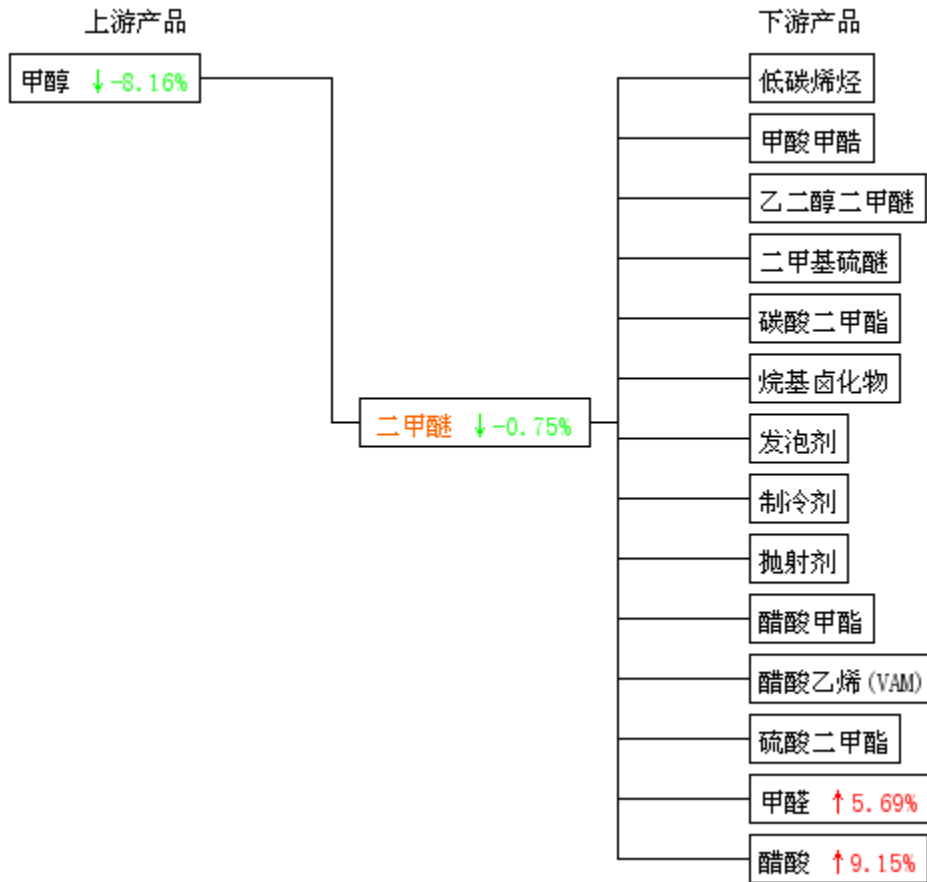 上游产品
下游产品
甲醇 ↓-8.16%
低碳烯烃
甲酸甲酯
乙二醇二甲醚
二甲基硫醚
碳酸二甲酯
烷基卤化物
二甲醚 ↓-0.75%
发泡剂
制冷剂
抛射剂
醋酸甲酯
醋酸乙烯(VAM)
硫酸二甲酯
甲醛 ↑5.69%
醋酸 ↑9.15%